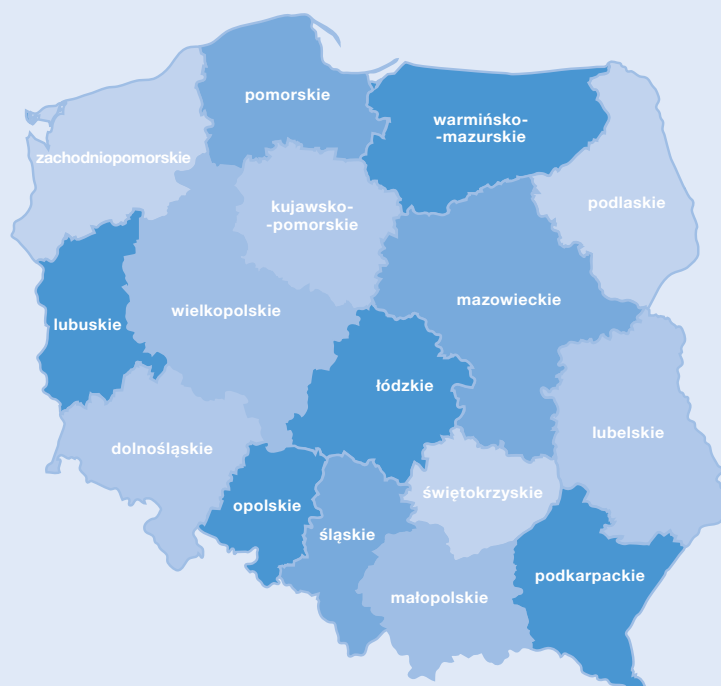 pomorskie
warmińsko-
-mazurskie
zachodniopomorskie
kujawsko-
-pomorskie
podlaskie
mazowieckie
wielkopolskie
lubuskie
łódzkie
lubelskie
dolnośląskie
świętokrzyskie
opolskie
śląskie
podkarpackie
małopolskie